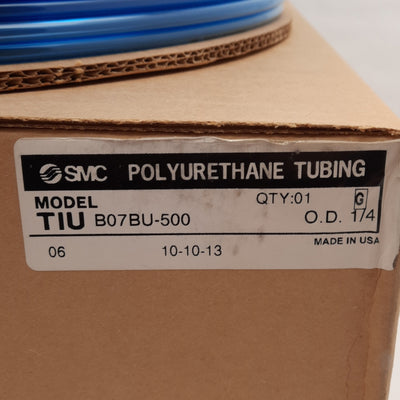 SMC POLYURETHANE TUBING
MODEL QTY:01 G
TIU B07BU-500 O.D. 1/4
MADE IN USA
06 10-10-13